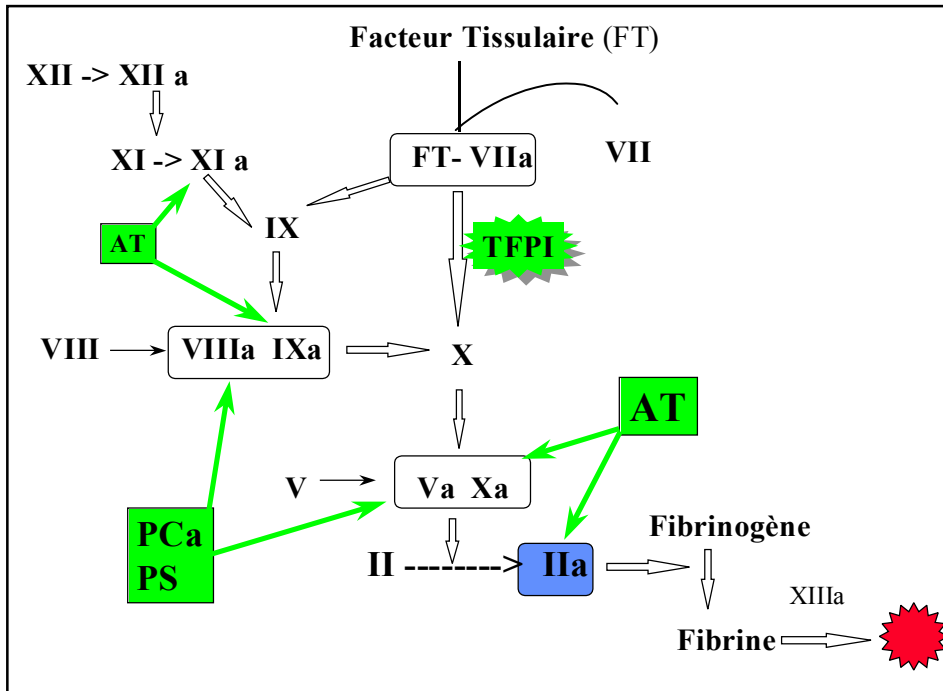 Facteur Tissulaire (FT)
XII -> XII a
XI -> XI a
FT- VIIa
VII
AT
IX
TFPI
VIII
VIIIa IXa
X
AT
V
Va Xa
PCa
PS
II --------> IIa
Fibrinogène
XIIIa
Fibrine